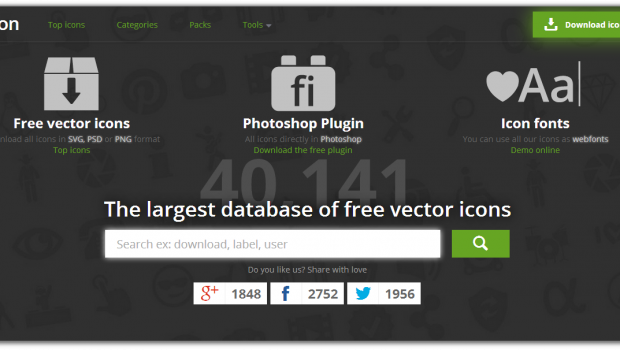 on Top icons Categories Packs Tools Download ico
fi Aa
Free vector icons Photoshop Plugin Icon fonts
nload all icons in SVG, PSD or PNG format All icons directly in Photoshop You can use all our icons as webfonts
Top icons Download the free plugin Demo online
40,141
The largest database of free vector icons
Search ex: download, label, user
Do you like us? Share with love
g+ 1848 f 2752 1956